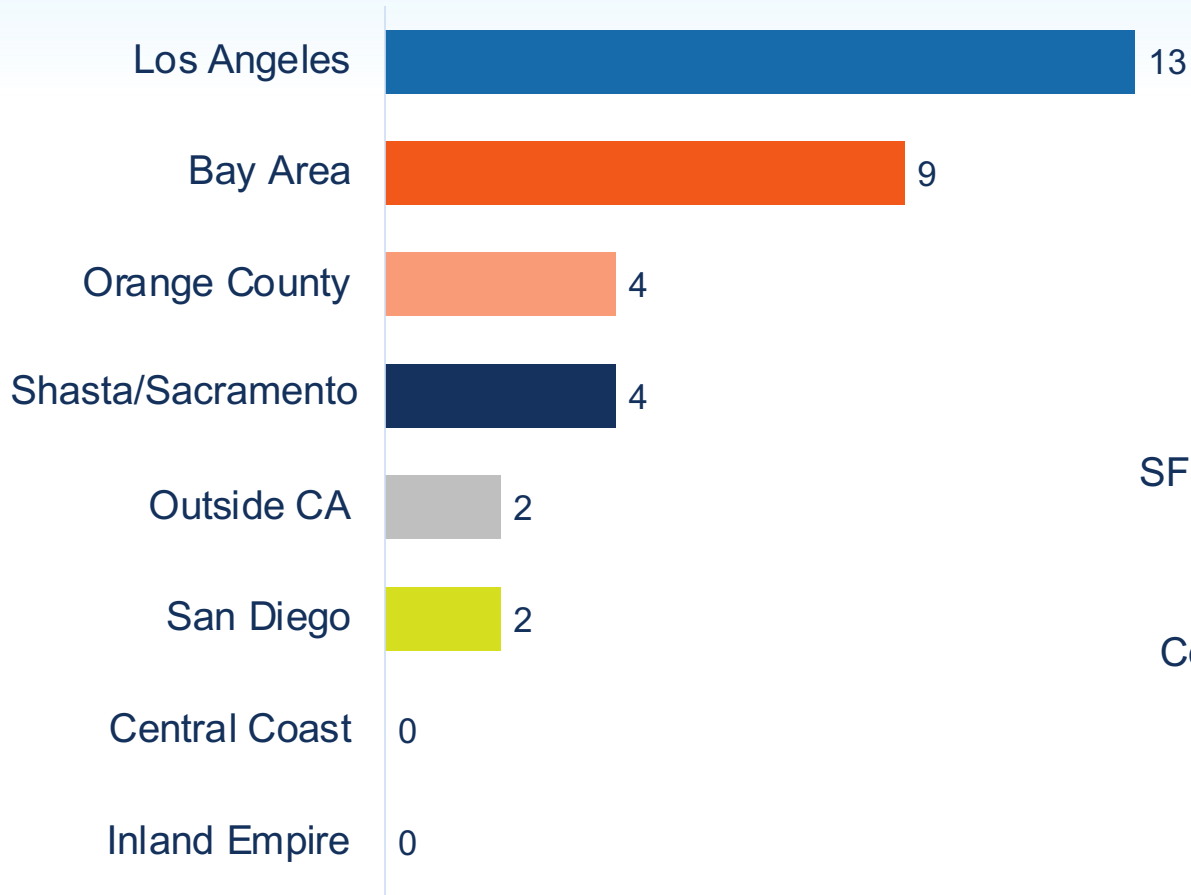 Los Angeles 13
Bay Area 9
Orange County 4
Shasta/Sacramento 4
SF
Outside CA 2
San Diego 2
Central Coast 0
Inland Empire 0